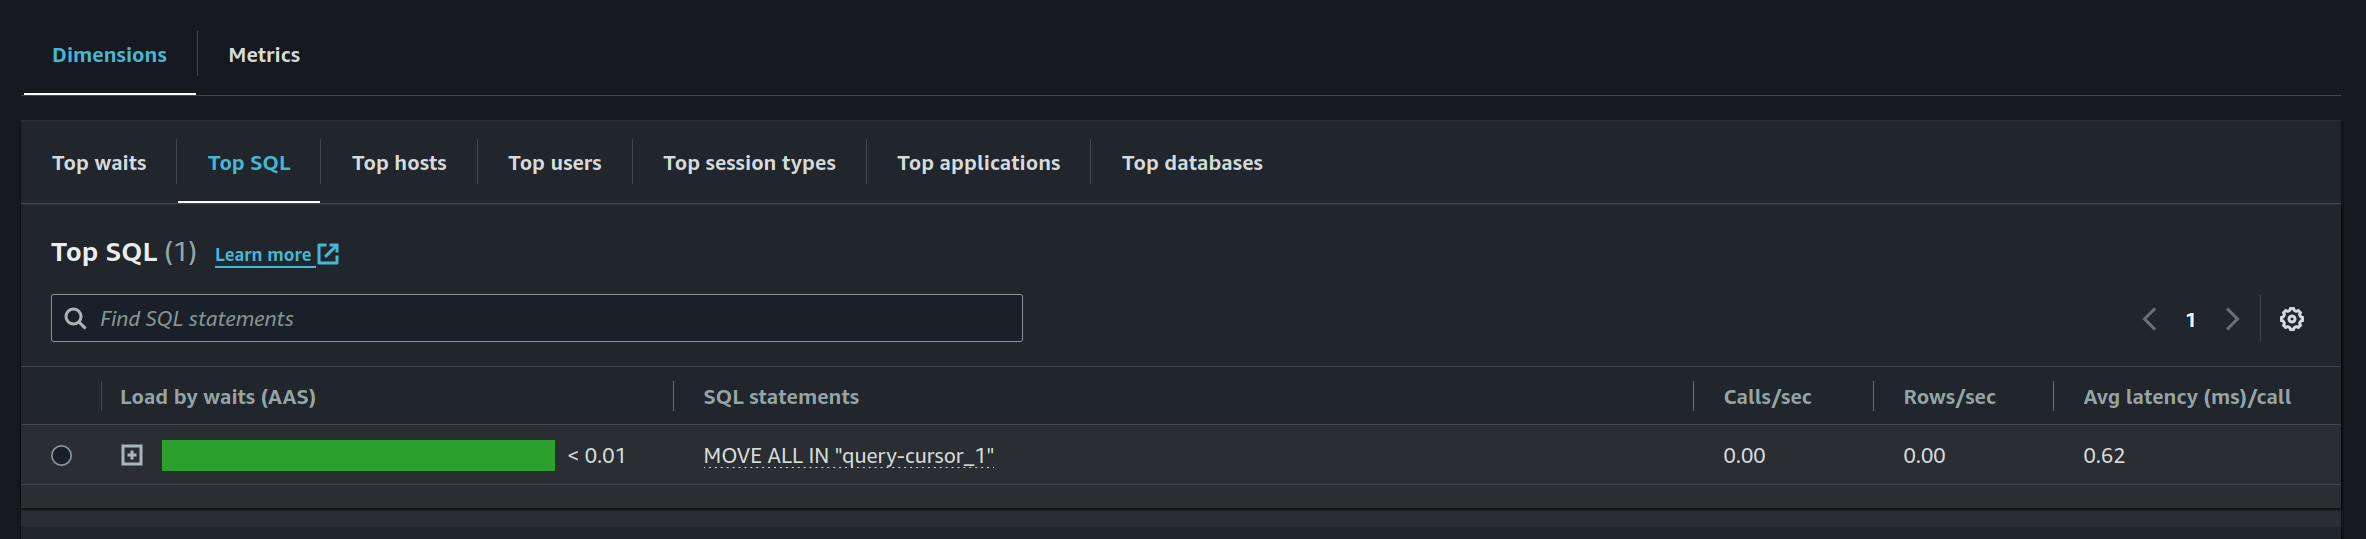 Dimensions Metrics
Top waits Top SQL Top hosts Top users Top session types Top applications Top databases
Top SQL (1) Learn more
Find SQL statements 1
Load by waits (AAS) SQL statements Calls/sec Rows/sec Avg latency (ms)/call
< 0.01 MOVE ALL IN "query-cursor_1" 0.00 0.00 0.62